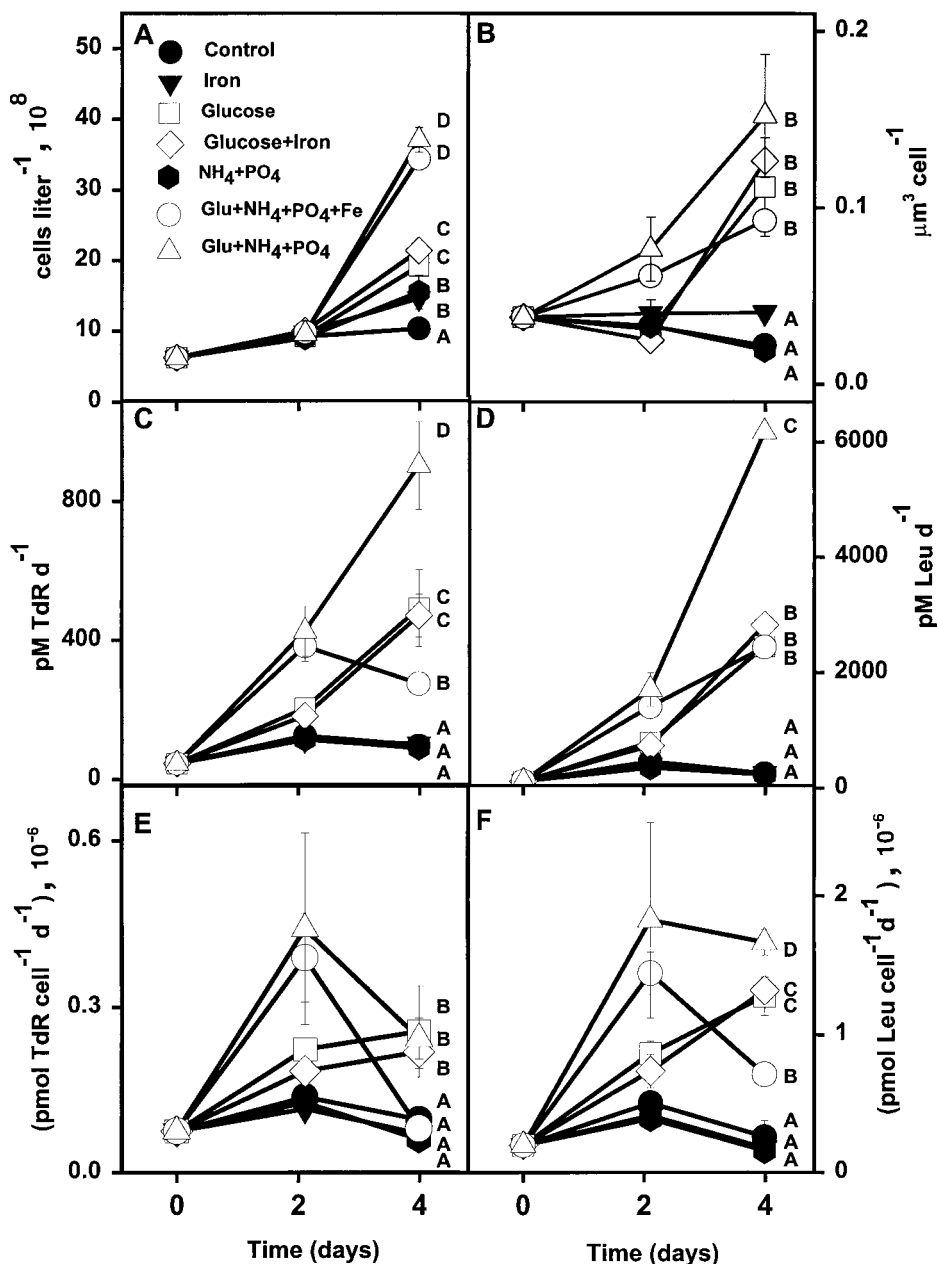 A
50
40
30
20
10
0
cells liter⁻¹, 10⁸
Control
Iron
Glucose
Glucose+Iron
NH₄+PO₄
Glu+NH₄+PO₄+Fe
Glu+NH₄+PO₄
D
D
C
C
B
B
A
B
0.2
0.1
0.0
μm³ cell⁻¹
B
B
B
B
A
A
A
C
800
400
0
pM TdR d⁻¹
D
C
C
B
A
A
A
D
6000
4000
2000
0
pM Leu d⁻¹
C
B
B
B
A
A
A
E
0.6
0.3
0.0
(pmol TdR cell⁻¹ d⁻¹), 10⁻⁶
B
B
B
A
A
A
A
0 2 4
Time (days)
F
2
1
0
(pmol Leu cell⁻¹d⁻¹), 10⁻⁶
D
C
C
B
A
A
A
0 2 4
Time (days)